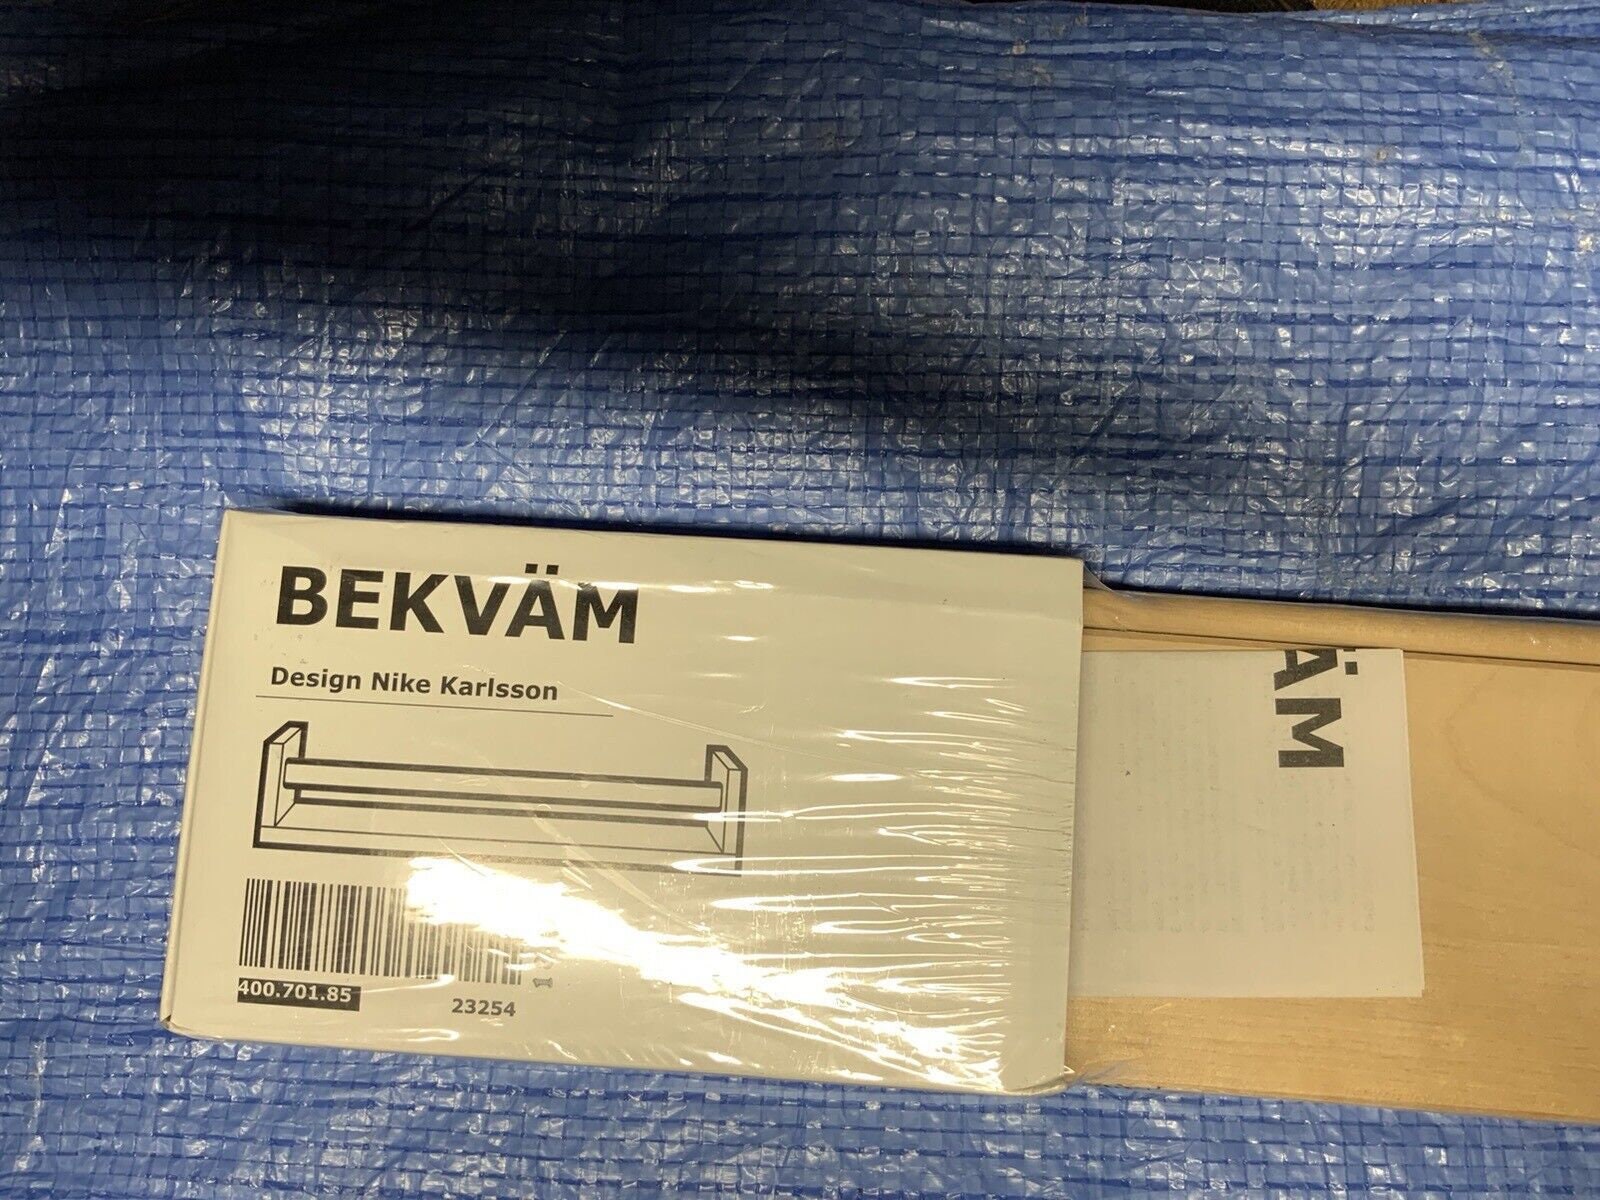 BEKVÄM
Design Nike Karlsson
400.701.85
23254
ÄM